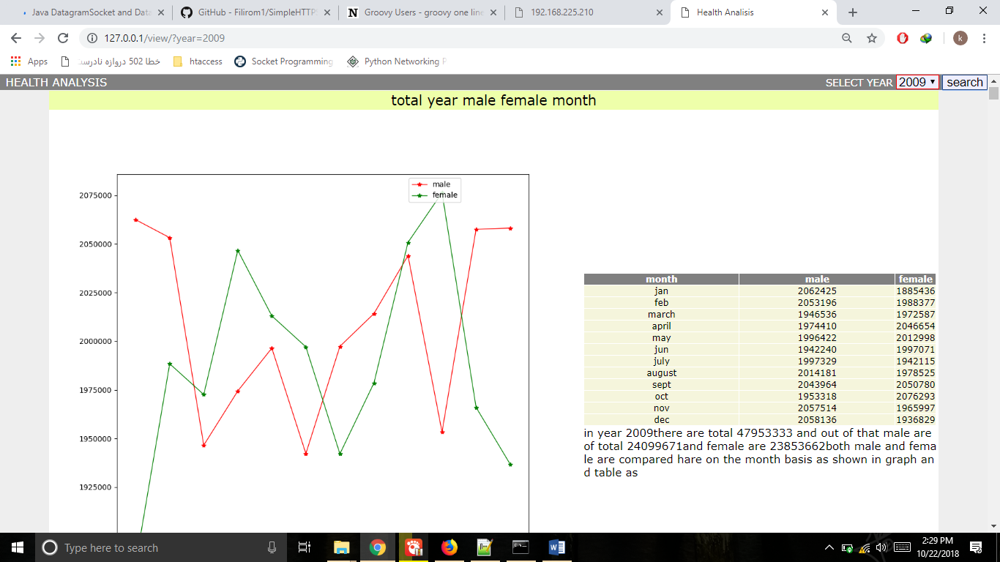 Java DatagramSocket and Data
GitHub - Filirom1/SimpleHTTPS
Groovy Users - groovy one line
192.168.225.210
Health Analisis
127.0.0.1/view/?year=2009
k
Apps
خطا 502 دروازه نادرست
htaccess
Socket Programming
Python Networking P
HEALTH ANALYSIS
SELECT YEAR 2009 search
total year male female month
male
female
2075000
2050000
2025000
2000000
1975000
1950000
1925000
month male female
jan 2062425 1885436
feb 2053196 1988377
march 1946536 1972587
april 1974410 2046654
may 1996422 2012998
jun 1942240 1997071
july 1997329 1942115
august 2014181 1978525
sept 2043964 2050780
oct 1953318 2076293
nov 2057514 1965997
dec 2058136 1936829
in year 2009there are total 47953333 and out of that male are
of total 24099671and female are 23853662both male and fema
le are compared hare on the month basis as shown in graph an
d table as
Type here to search
2:29 PM
10/22/2018